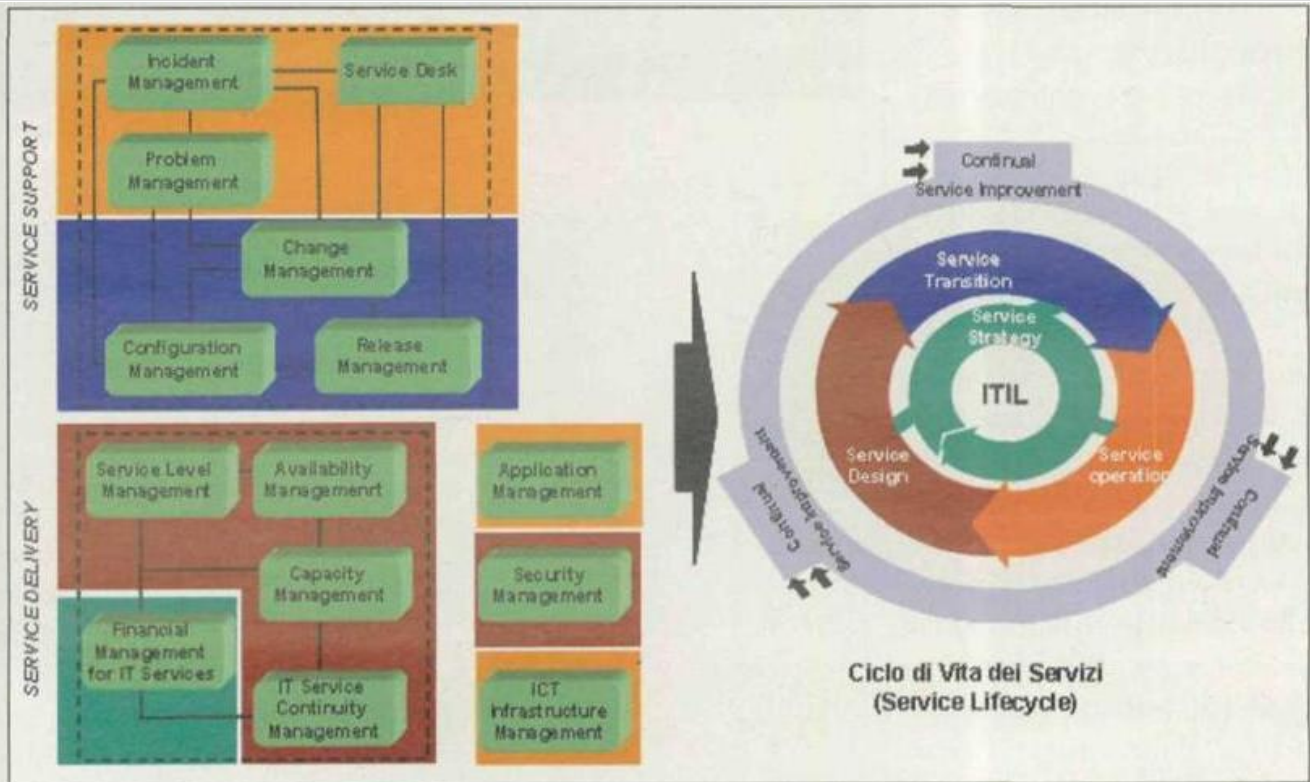 SERVICE SUPPORT
Incident
Management
Service Desk
Problem
Management
Change
Management
Configuration
Management
Release
Management
SERVICE DELIVERY
Service Level
Management
Availability
Managemenrt
Capacity
Management
Financial
Management
for IT Services
IT Service
Continuity
Management
Application
Management
Security
Management
ICT
Infrastructure
Management
Continual
Service Improvement
Service
Transition
Service
Strategy
ITIL
Service
Design
Service
operation
Continual
Service Improvement
Continual
Service Improvement
Ciclo di Vita dei Servizi
(Service Lifecycle)